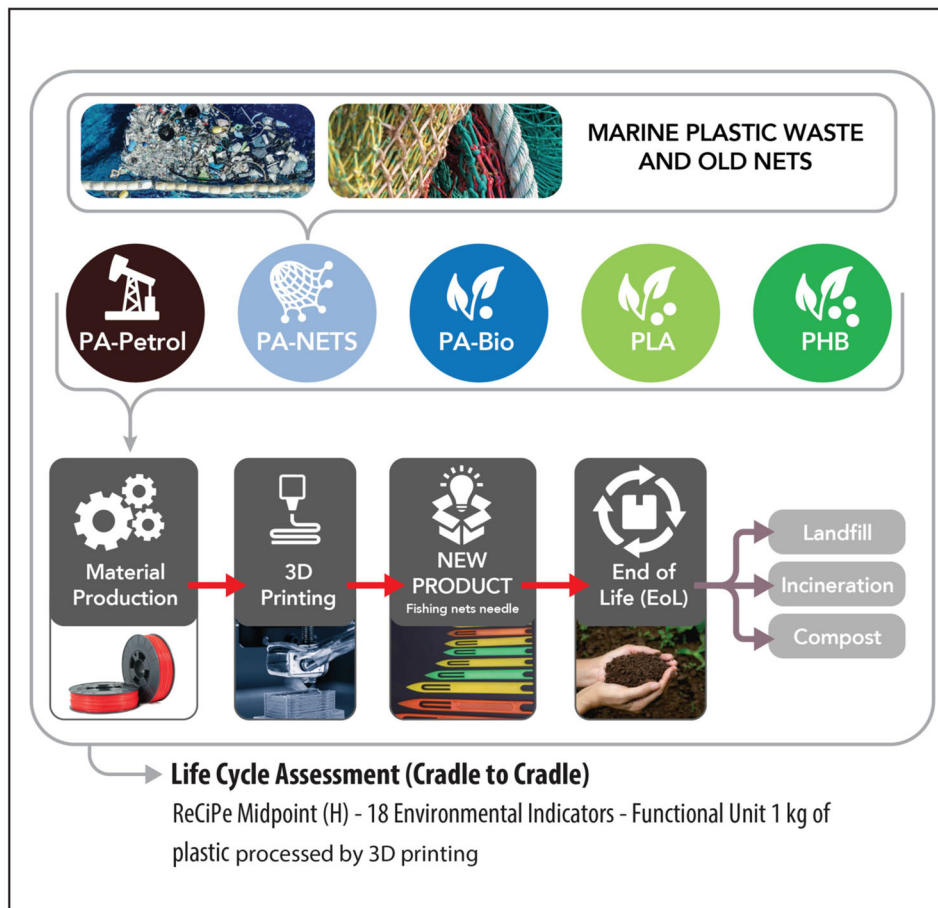 MARINE PLASTIC WASTE
AND OLD NETS
PA-Petrol
PA-NETS
PA-Bio
PLA
PHB
Material
Production
3D
Printing
NEW
PRODUCT
Fishing nets needle
End of
Life (EoL)
Landfill
Incineration
Compost
Life Cycle Assessment (Cradle to Cradle)
ReCiPe Midpoint (H) - 18 Environmental Indicators - Functional Unit 1 kg of
plastic processed by 3D printing